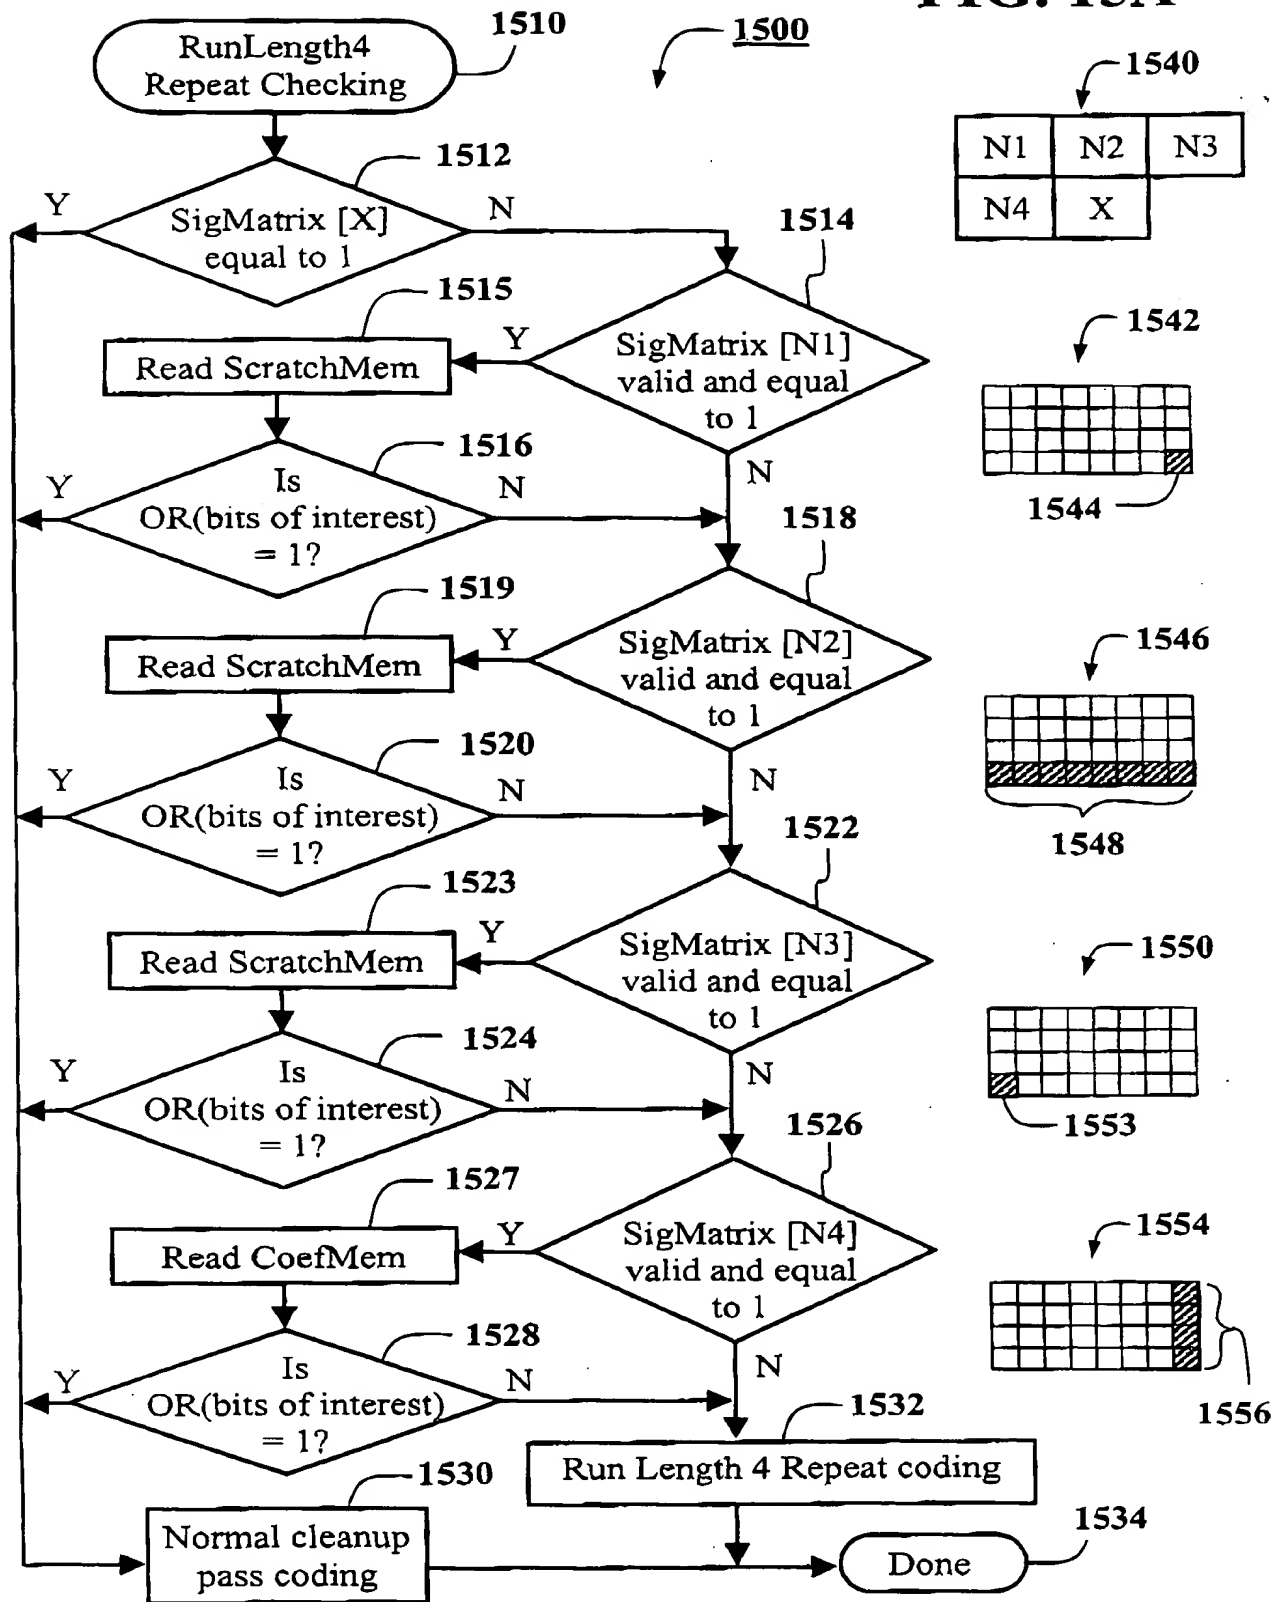 FIG. 15A
1510
RunLength4
Repeat Checking
1500
1540
N1 N2 N3
N4 X
1512
Y
SigMatrix [X]
equal to 1
N
1514
SigMatrix [N1]
valid and equal
to 1
Y
N
1515
Read ScratchMem
1542
1544
1516
Y
Is
OR(bits of interest)
= 1?
N
1518
SigMatrix [N2]
valid and equal
to 1
Y
N
1519
Read ScratchMem
1546
1548
1520
Y
Is
OR(bits of interest)
= 1?
N
1522
SigMatrix [N3]
valid and equal
to 1
Y
N
1523
Read ScratchMem
1550
1553
1524
Y
Is
OR(bits of interest)
= 1?
N
1526
SigMatrix [N4]
valid and equal
to 1
Y
N
1527
Read CoefMem
1554
1556
1528
Y
Is
OR(bits of interest)
= 1?
N
1532
Run Length 4 Repeat coding
1530
Normal cleanup
pass coding
1534
Done